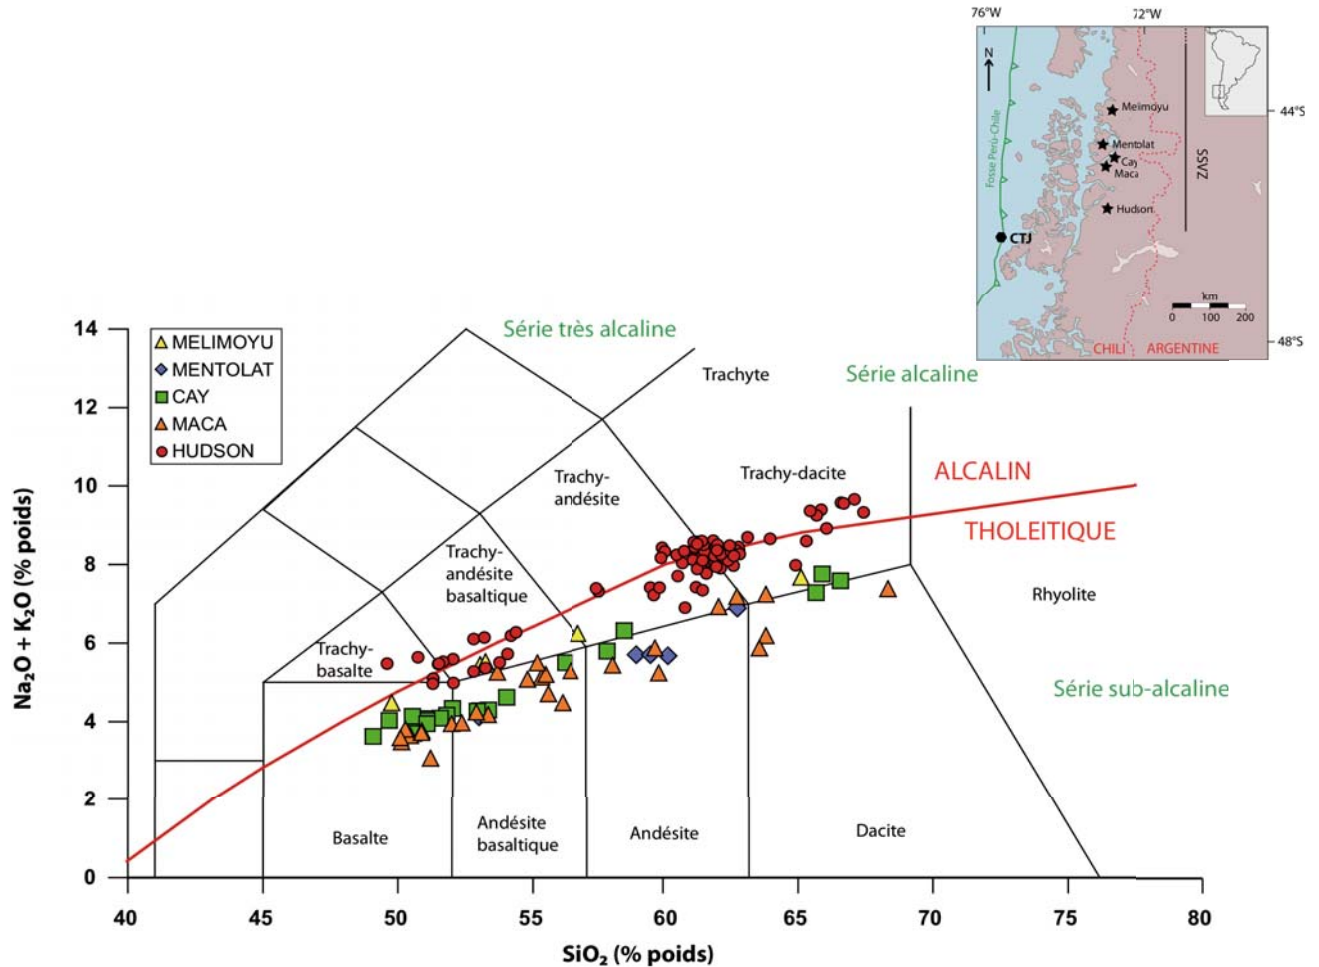 76°W
72°W
N
Fosse Perú-Chile
Melmoyu
44°S
Mentolat
Cay
Maca
SSVZ
Hudson
CTJ
km
0 100 200
CHILI ARGENTINE
48°S
14
12
10
8
6
4
2
0
Na₂O + K₂O (% poids)
MELIMOYU
MENTOLAT
CAY
MACA
HUDSON
Série très alcaline
Trachyte
Série alcaline
Trachy-
andésite
Trachy-dacite
ALCALIN
THOLEITIQUE
Trachy-
andésite
basaltique
Rhyolite
Trachy-
basalte
Série sub-alcaline
Basalte
Andésite
basaltique
Andésite
Dacite
40 45 50 55 60 65 70 75 80
SiO₂ (% poids)